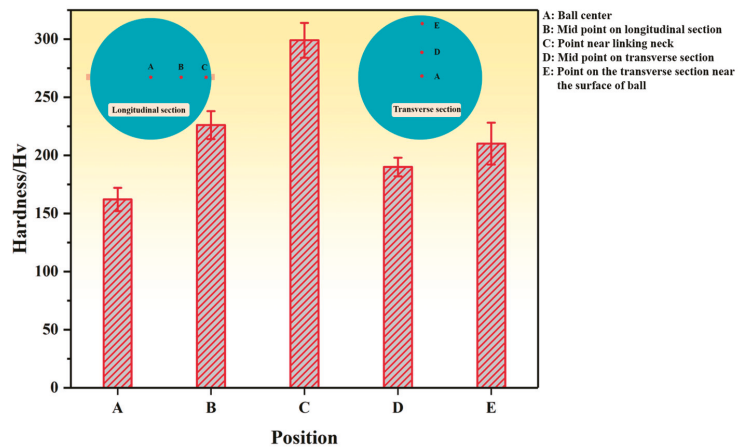 A: Ball center
B: Mid point on longitudinal section
C: Point near linking neck
D: Mid point on transverse section
E: Point on the transverse section near
the surface of ball
Hardness/Hv
300
250
200
150
100
50
0
A B C
Longitudinal section
E
D
A
Transverse section
A B C D E
Position